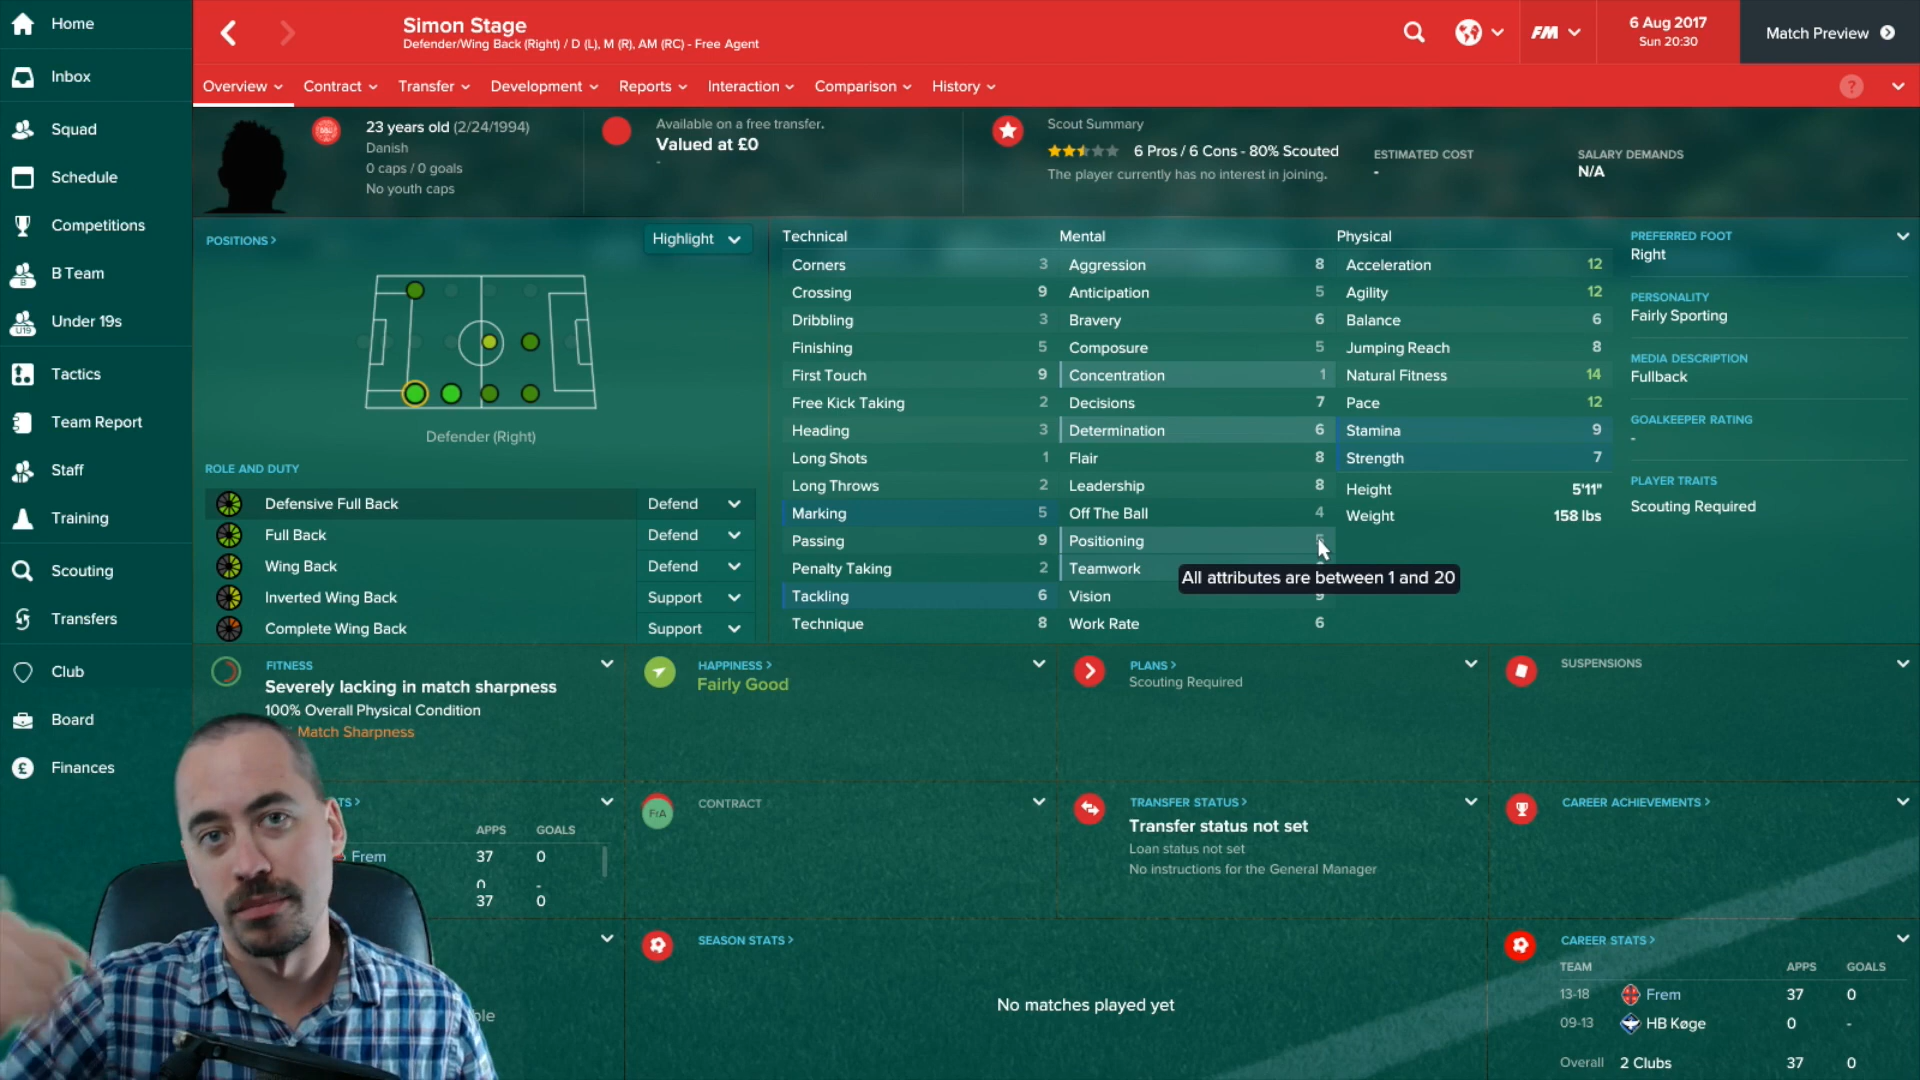 Home
Inbox
Squad
Schedule
Competitions
B Team
Under 19s
Tactics
Team Report
Staff
Training
Scouting
Transfers
Club
Board
Finances
Simon Stage
Defender/Wing Back (Right) / D (L), M (R), AM (RC) - Free Agent
FM
6 Aug 2017
Sun 20:30
Match Preview
Overview
Contract
Transfer
Development
Reports
Interaction
Comparison
History
?
23 years old (2/24/1994)
Danish
0 caps / 0 goals
No youth caps
Available on a free transfer.
Valued at £0
-
Scout Summary
6 Pros / 6 Cons - 80% Scouted
The player currently has no interest in joining.
ESTIMATED COST
-
SALARY DEMANDS
N/A
POSITIONS >
Highlight
Defender (Right)
ROLE AND DUTY
Defensive Full Back Defend
Full Back Defend
Wing Back Defend
Inverted Wing Back Support
Complete Wing Back Support
Technical
Corners 3
Crossing 9
Dribbling 3
Finishing 5
First Touch 9
Free Kick Taking 2
Heading 3
Long Shots 1
Long Throws 2
Marking 5
Passing 9
Penalty Taking 2
Tackling 6
Technique 8
Mental
Aggression 8
Anticipation 5
Bravery 6
Composure 5
Concentration 1
Decisions 7
Determination 6
Flair 8
Leadership 8
Off The Ball 4
Positioning
Teamwork
All attributes are between 1 and 20
Vision 9
Work Rate 6
Physical
Acceleration 12
Agility 12
Balance 6
Jumping Reach 8
Natural Fitness 14
Pace 12
Stamina 9
Strength 7
Height 5'11"
Weight 158 lbs
PREFERRED FOOT
Right
PERSONALITY
Fairly Sporting
MEDIA DESCRIPTION
Fullback
GOALKEEPER RATING
-
PLAYER TRAITS
Scouting Required
FITNESS
Severely lacking in match sharpness
100% Overall Physical Condition
Match Sharpness
HAPPINESS >
Fairly Good
PLANS >
Scouting Required
SUSPENSIONS
APPS GOALS
Frem 37 0
0 -
37 0
FrA
CONTRACT
TRANSFER STATUS >
Transfer status not set
Loan status not set
No instructions for the General Manager
CAREER ACHIEVEMENTS >
SEASON STATS >
No matches played yet
CAREER STATS >
TEAM APPS GOALS
13-18 Frem 37 0
09-13 HB Køge 0 -
Overall 2 Clubs 37 0